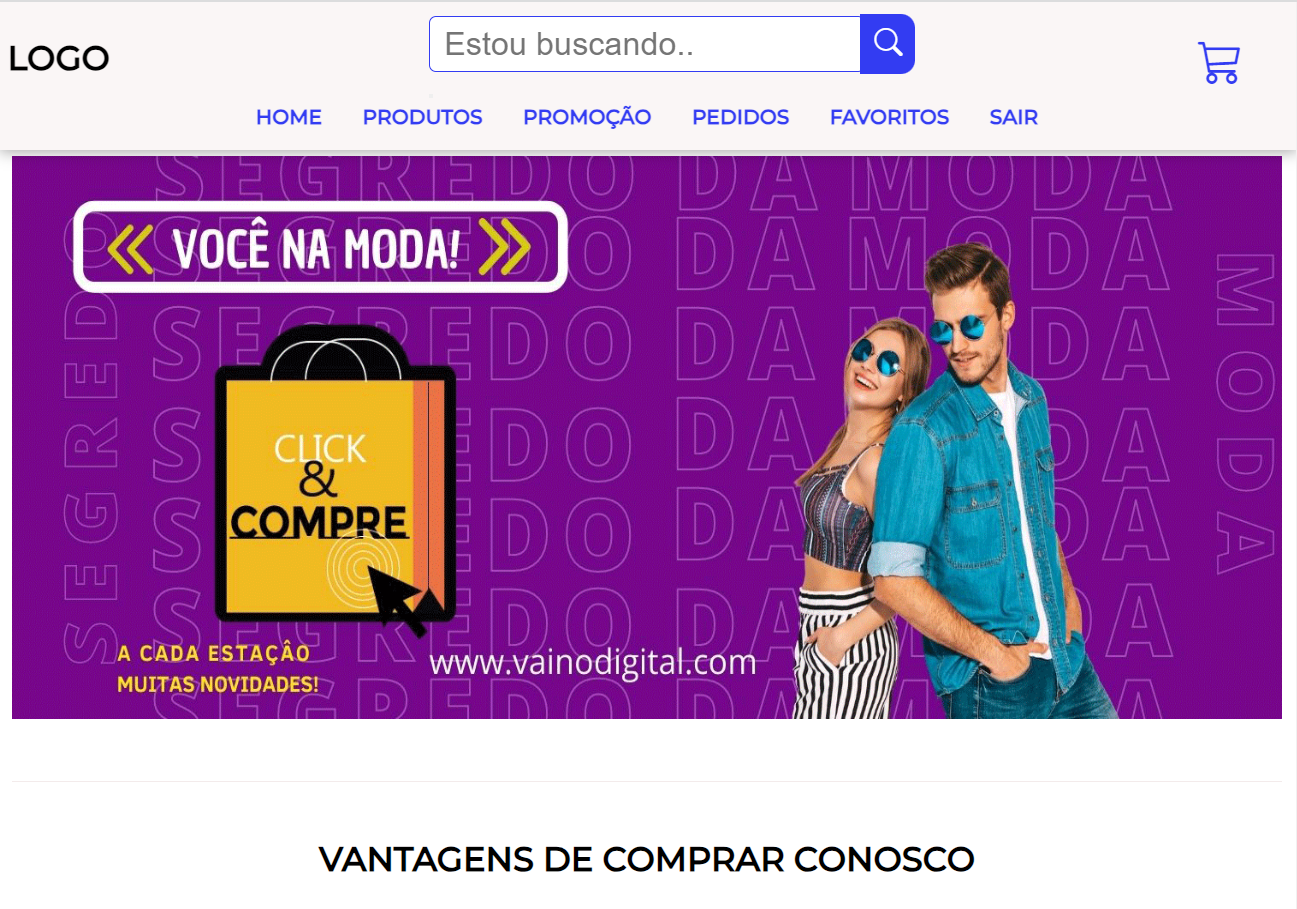 LOGO
Estou buscando..
HOME PRODUTOS PROMOÇÃO PEDIDOS FAVORITOS SAIR
SEGREDO DA MODA
SEGREDO DA MODA
SEGREDO DA MODA
SEGREDO DA MODA
SEGREDO DA MODA
SEGREDO DA MODA
SEGREDO DA MODA
SEGREDO
MODA
« VOCÊ NA MODA! »
CLICK
&
COMPRE
A CADA ESTAÇÂO
MUITAS NOVIDADES!
www.vainodigital.com
VANTAGENS DE COMPRAR CONOSCO